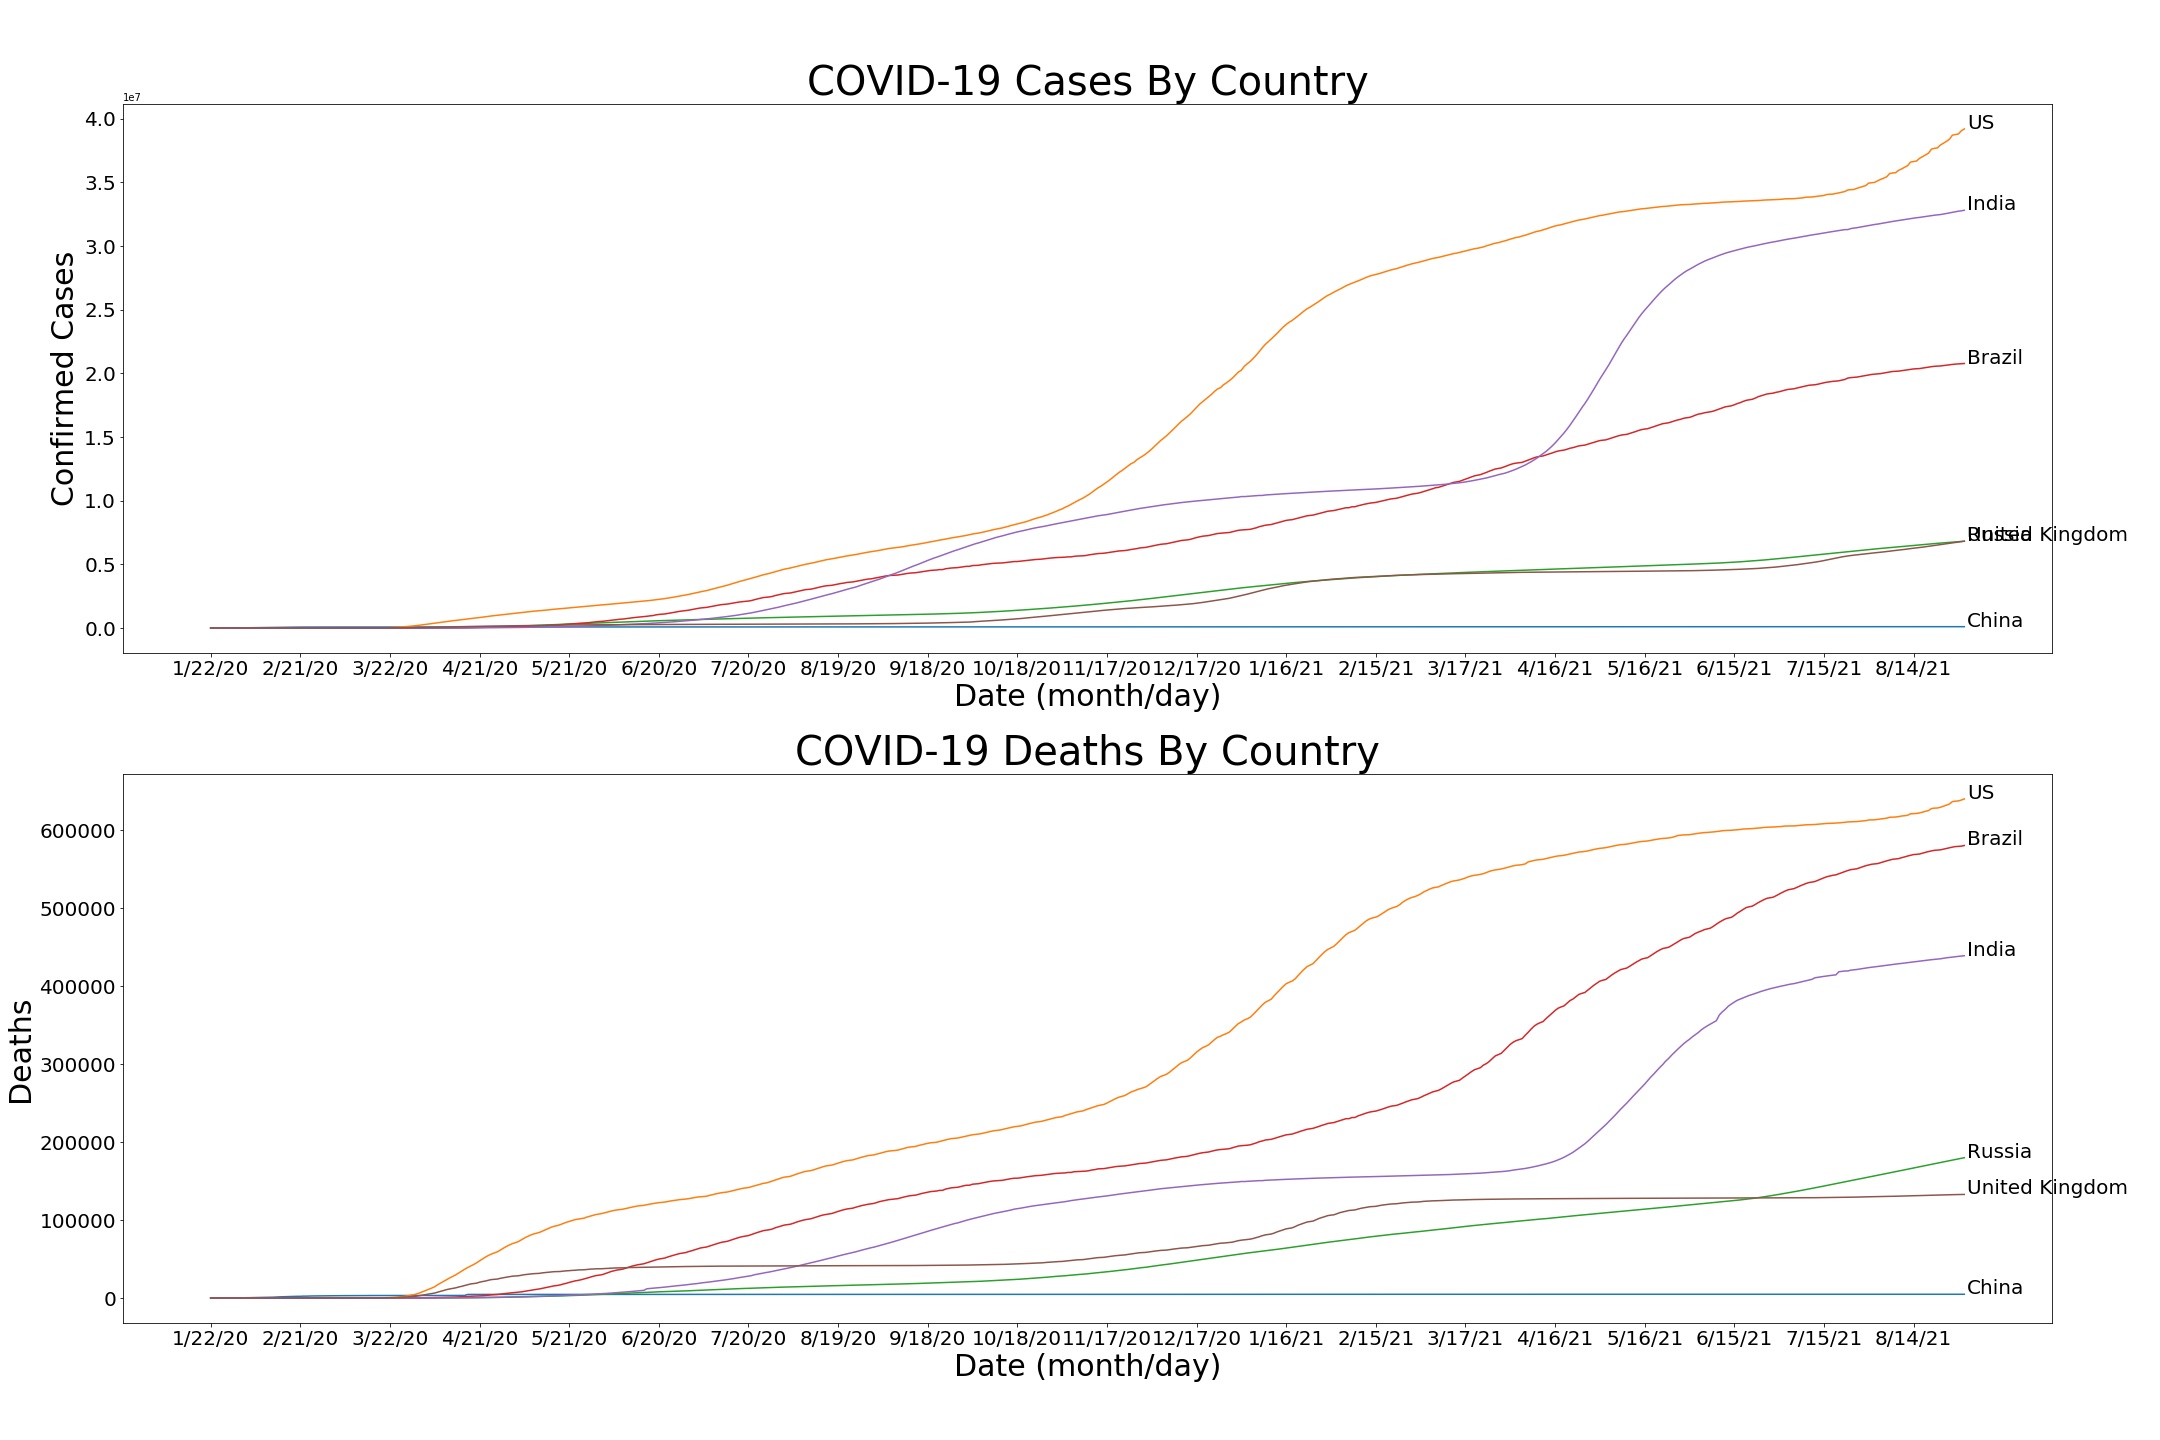 COVID-19 Cases By Country
1e7
4.0
3.5
3.0
2.5
2.0
1.5
1.0
0.5
0.0
Confirmed Cases
US
India
Brazil
Russia
United Kingdom
China
1/22/20 2/21/20 3/22/20 4/21/20 5/21/20 6/20/20 7/20/20 8/19/20 9/18/20 10/18/20 11/17/20 12/17/20 1/16/21 2/15/21 3/17/21 4/16/21 5/16/21 6/15/21 7/15/21 8/14/21
Date (month/day)
COVID-19 Deaths By Country
600000
500000
400000
300000
200000
100000
0
Deaths
US
Brazil
India
Russia
United Kingdom
China
1/22/20 2/21/20 3/22/20 4/21/20 5/21/20 6/20/20 7/20/20 8/19/20 9/18/20 10/18/20 11/17/20 12/17/20 1/16/21 2/15/21 3/17/21 4/16/21 5/16/21 6/15/21 7/15/21 8/14/21
Date (month/day)